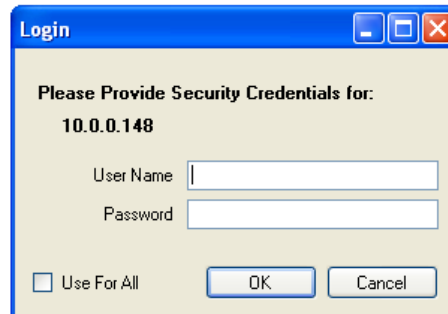 Login
Please Provide Security Credentials for:
10.0.0.148
User Name
Password
Use For All
OK
Cancel